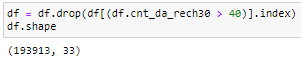 df = df.drop(df[(df.cnt_da_rech30 > 40)].index)
df.shape
(193913, 33)